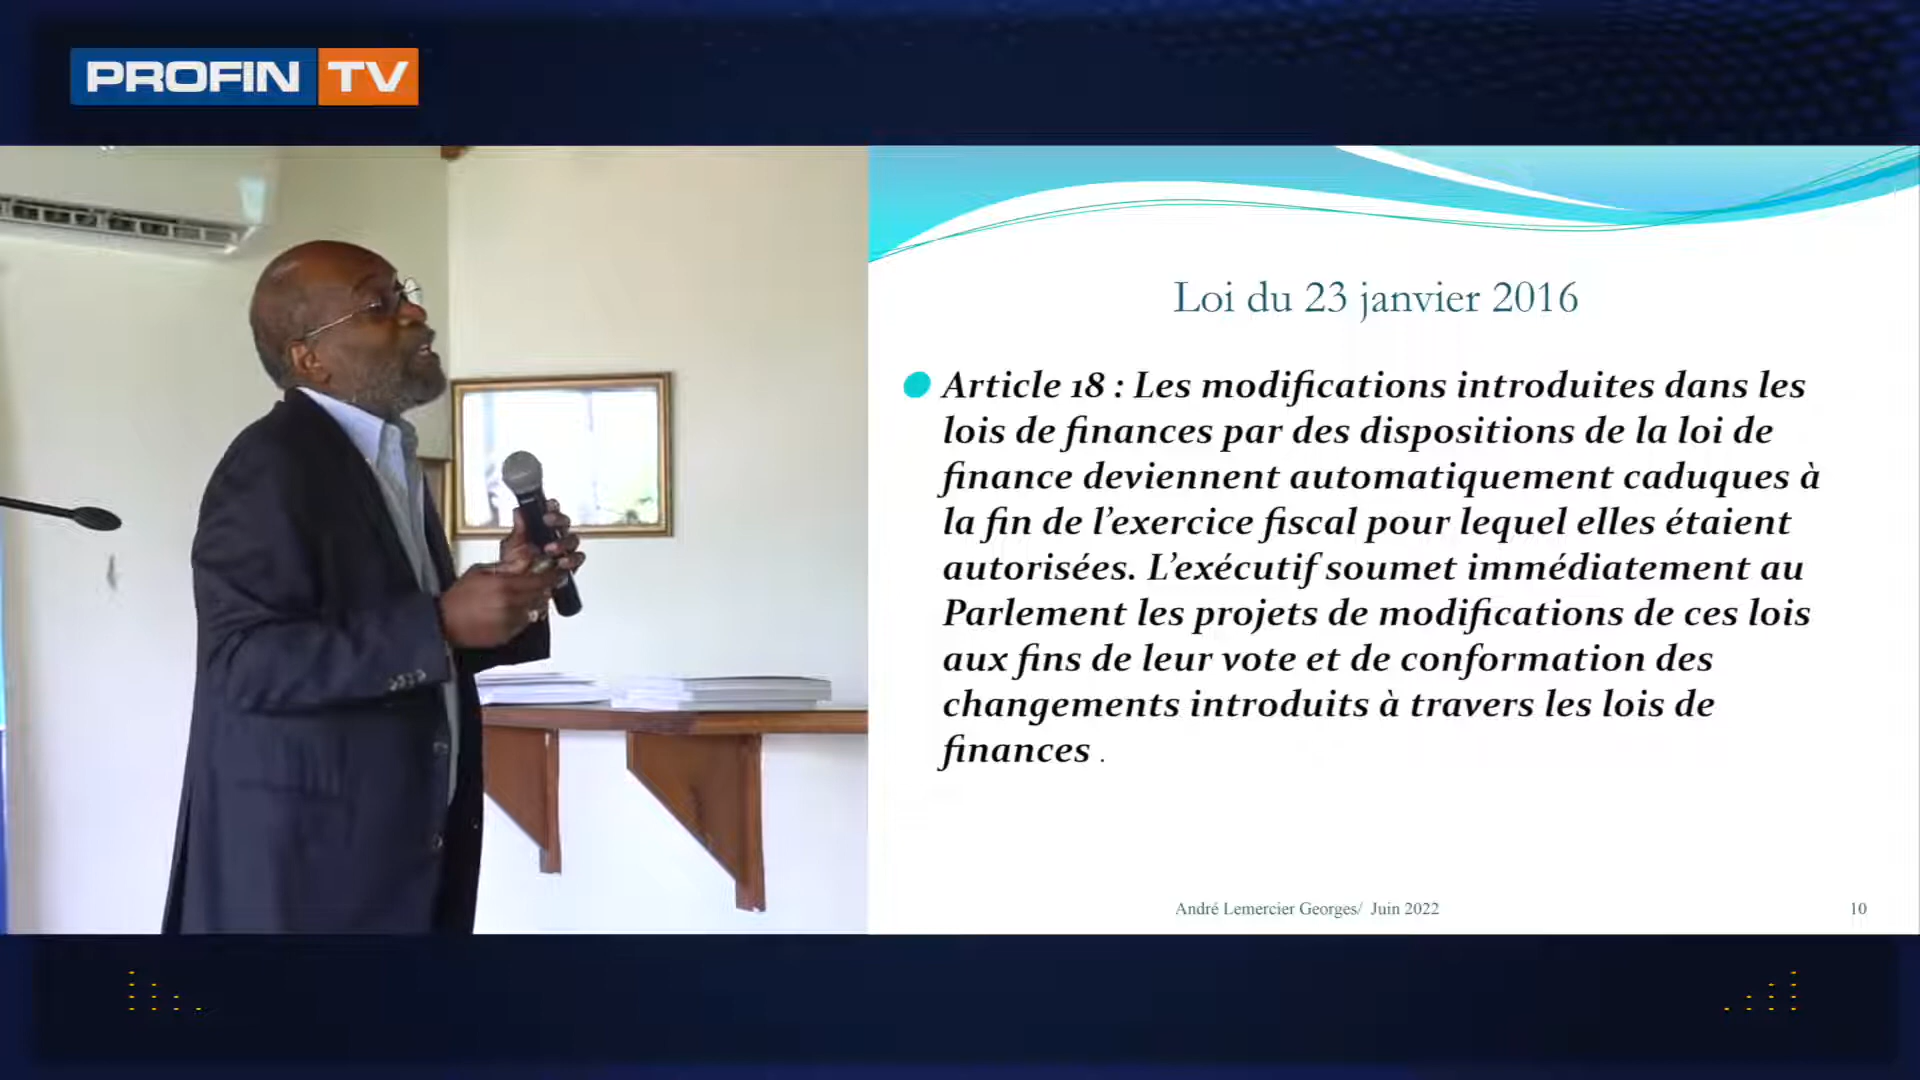 PROFIN TV
Loi du 23 janvier 2016
Article 18 : Les modifications introduites dans les
lois de finances par des dispositions de la loi de
finance deviennent automatiquement caduques à
la fin de l’exercice fiscal pour lequel elles étaient
autorisées. L’exécutif soumet immédiatement au
Parlement les projets de modifications de ces lois
aux fins de leur vote et de conformation des
changements introduits à travers les lois de
finances .
André Lemercier Georges/ Juin 2022
10